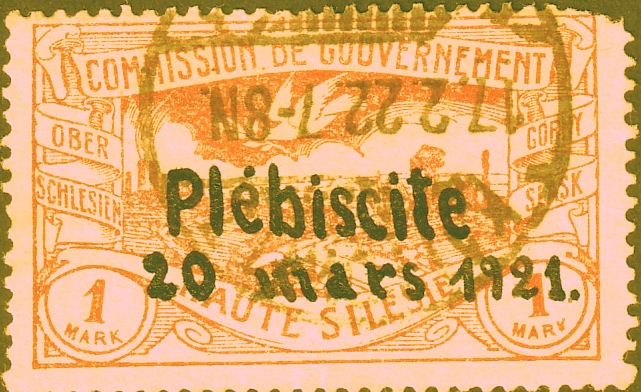 COMMISSION DE GOUVERNEMENT
OBER
SCHLESIEN
GORNY
SLASK
17.2.22.7-8N.
Plébiscite
20 mars 1921.
HAUTE SILESIE
1
MARK
1
MARK